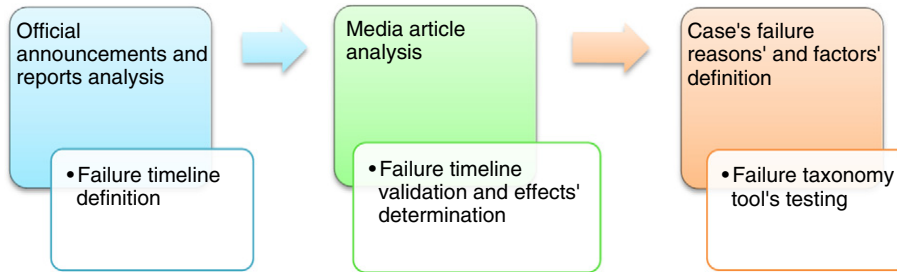 Official
announcements and
reports analysis
• Failure timeline
definition
Media article
analysis
• Failure timeline
validation and effects'
determination
Case's failure
reasons' and factors'
definition
• Failure taxonomy
tool's testing